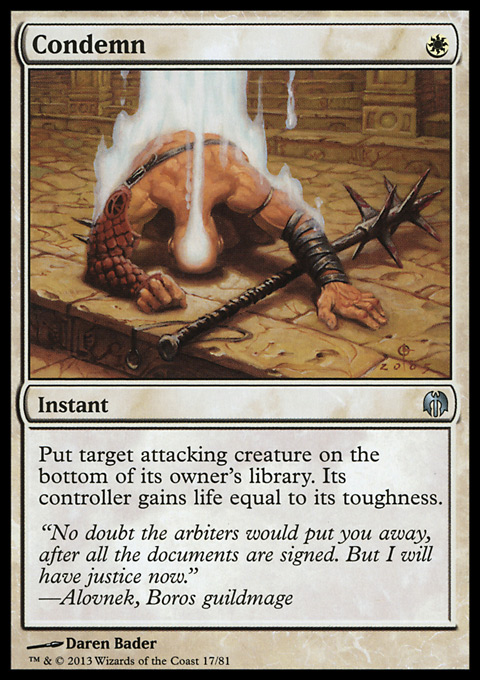 Condemn
2005
Instant
Put target attacking creature on the
bottom of its owner's library. Its
controller gains life equal to its toughness.
“No doubt the arbiters would put you away,
after all the documents are signed. But I will
have justice now.”
—Alovnek, Boros guildmage
Daren Bader
™ & © 2013 Wizards of the Coast 17/81